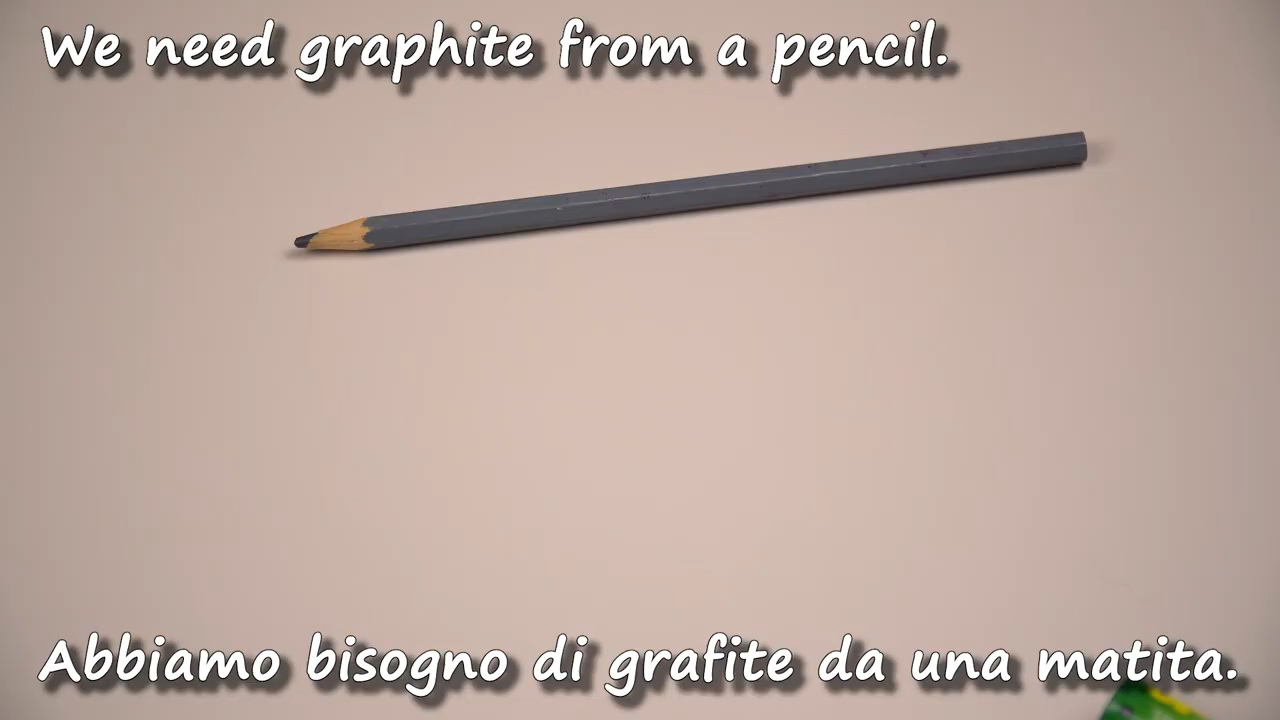 We need graphite from a pencil.
Abbiamo bisogno di grafite da una matita.